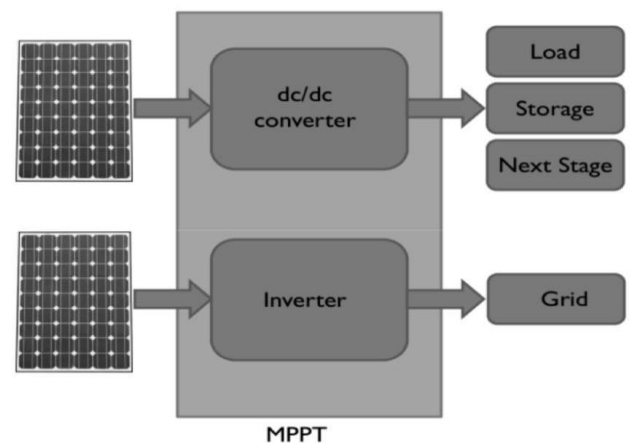 dc/dc
converter
Load
Storage
Next Stage
Inverter
Grid
MPPT